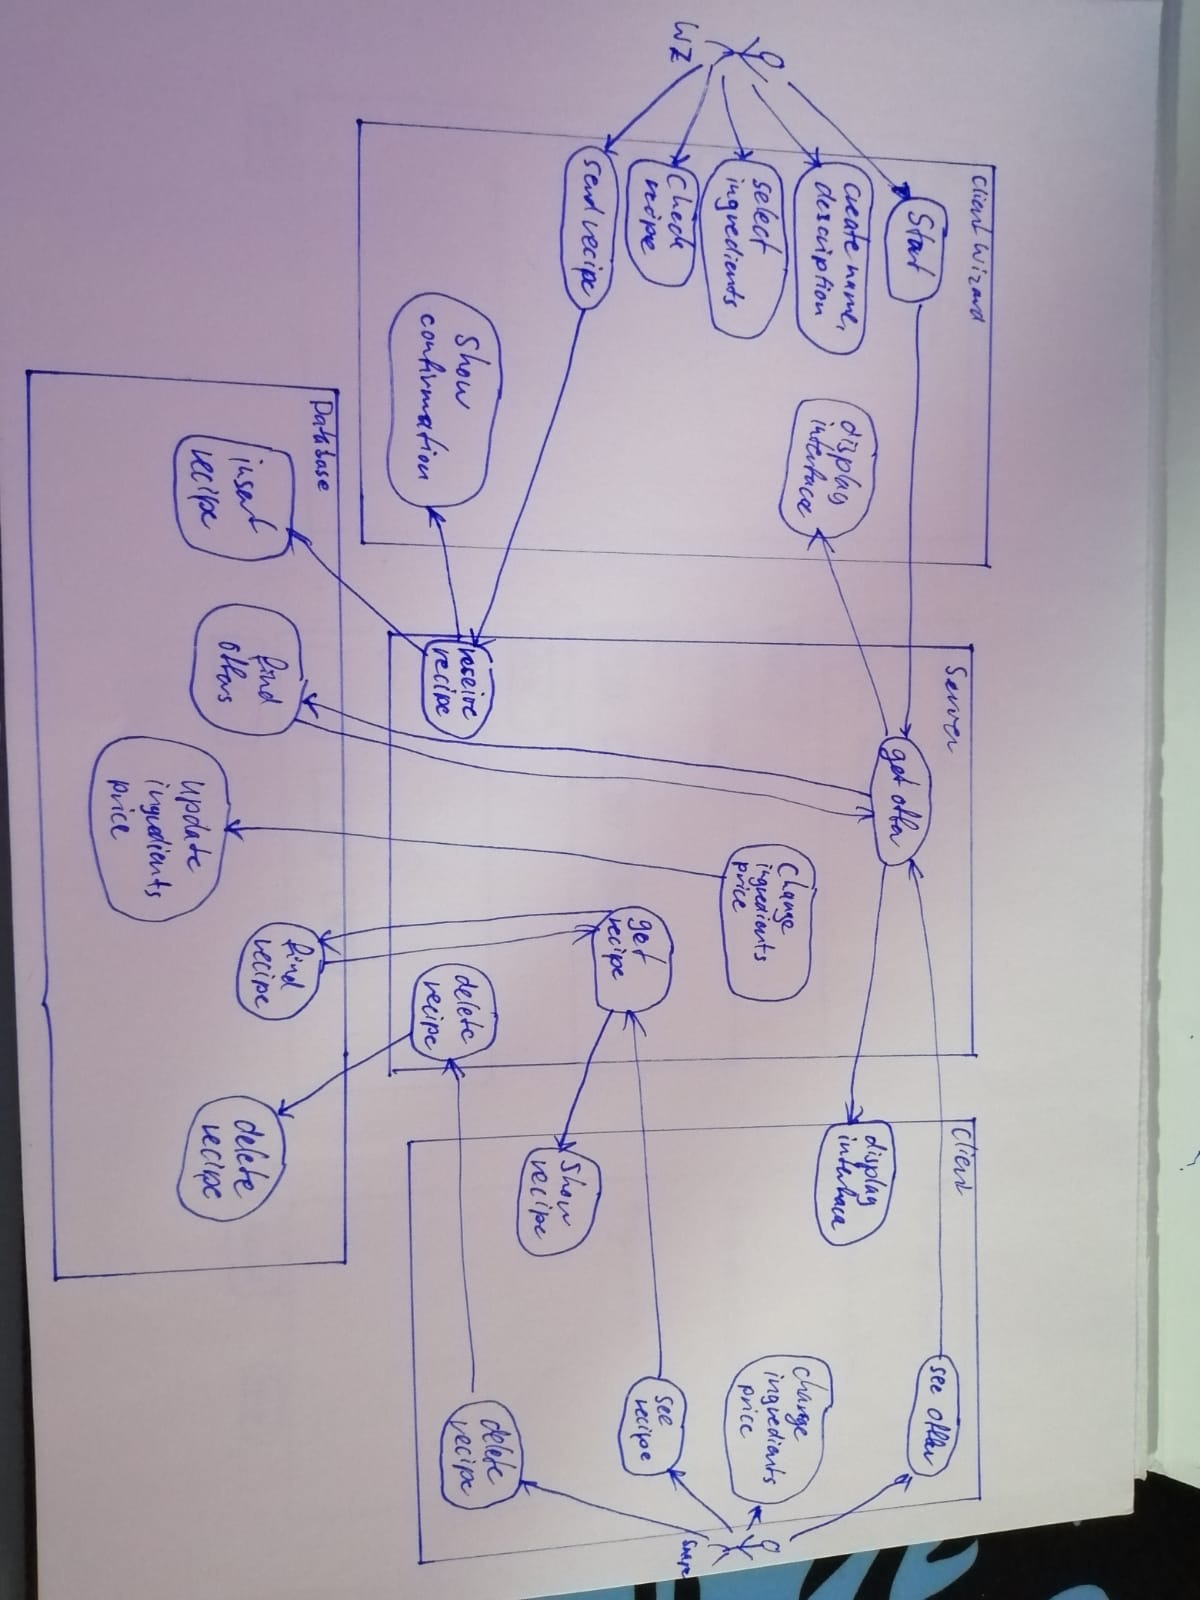 Client Wizard
Start
create name,
description
select
ingredients
Check
recipe
send recipe
WZ
display
interface
Show
confirmation
Server
get offer
receive
recipe
Change
ingredients
price
get
recipe
delete
recipe
Client
see offer
display
interface
change
ingredients
price
see
recipe
show
recipe
delete
recipe
Database
insert
recipe
find
offers
update
ingredients
price
find
recipe
delete
recipe